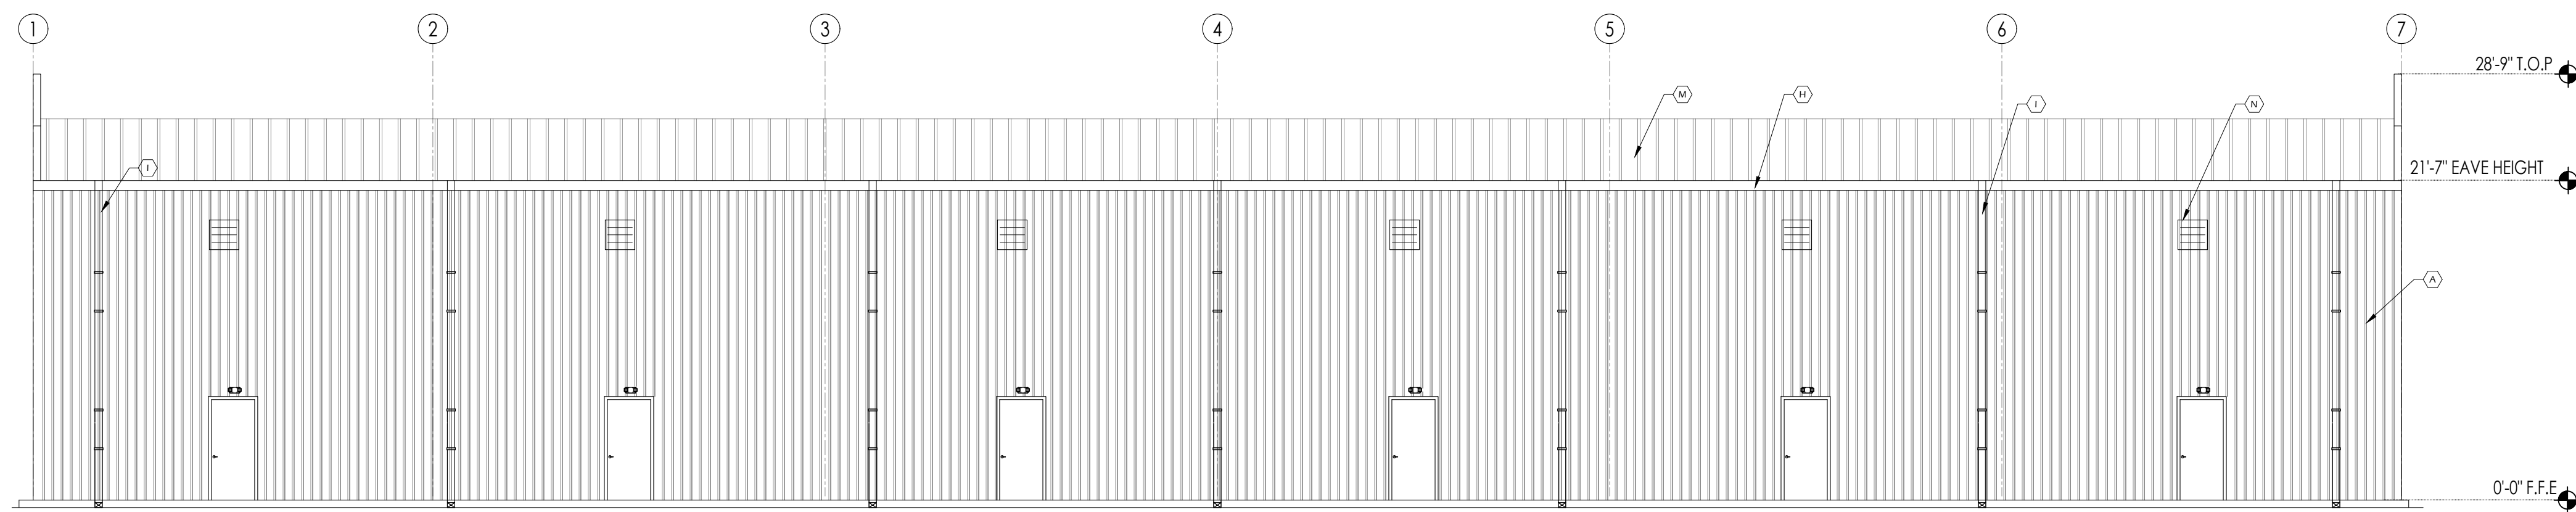 1 2 3 4 5 6 7
28'-9" T.O.P
M H I N
I
21'-7" EAVE HEIGHT
A
0'-0" F.F.E